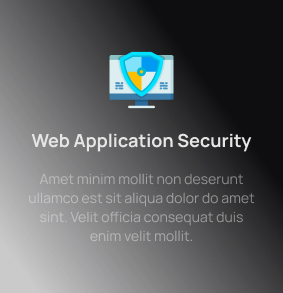 Web Application Security
Amet minim mollit non deserunt
ullamco est sit aliqua dolor do amet
sint. Velit officia consequat duis
enim velit mollit.